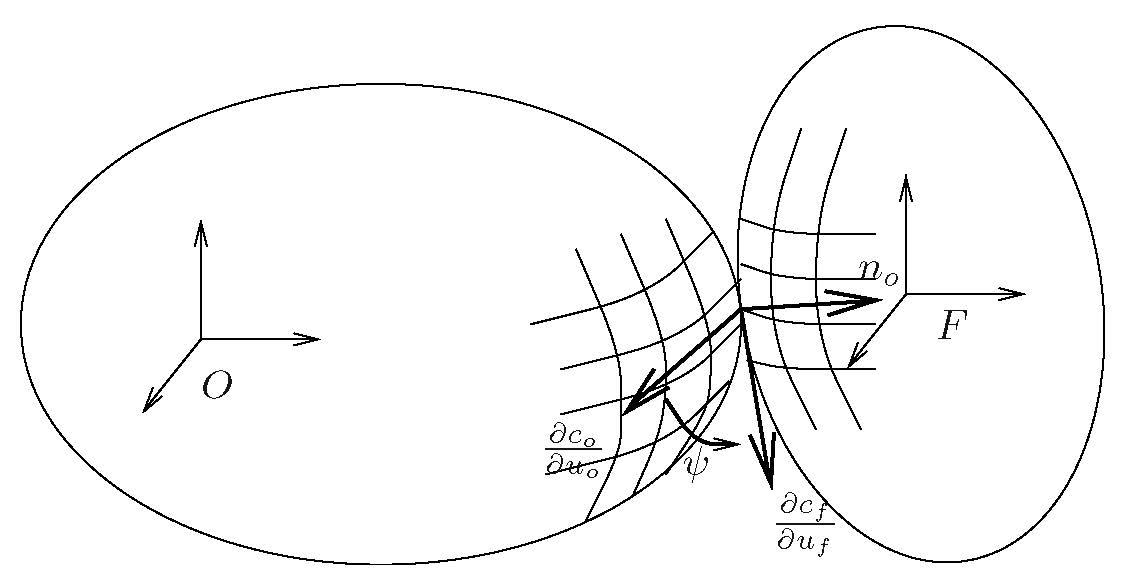 n_o
F
O
∂c_o
∂u_o
ψ
∂c_f
∂u_f